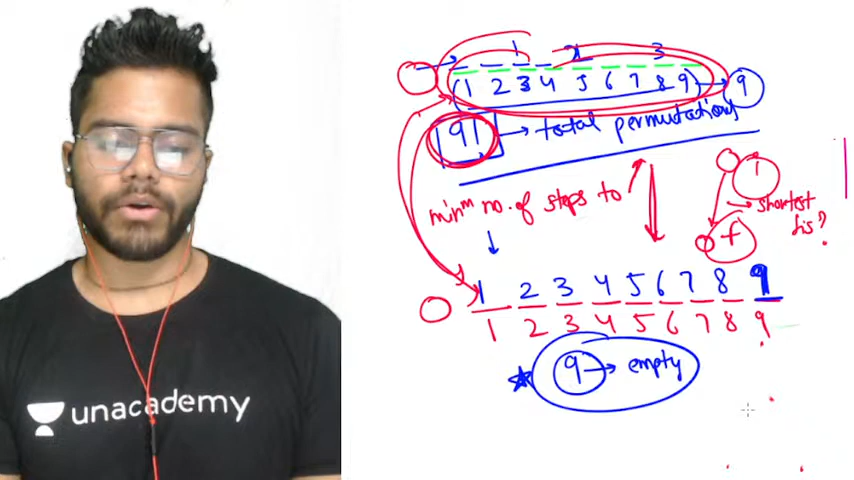 1 2 3
(1 2 3 4 5 6 7 8 9) → 9
9! → total permutations
minm no. of steps to
i
shortest
dis?
f
1 2 3 4 5 6 7 8 9
1 2 3 4 5 6 7 8 9
9 → empty
unacademy